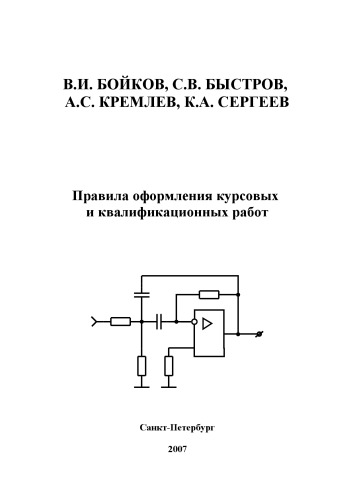 В.И. БОЙКОВ, С.В. БЫСТРОВ,
А.С. КРЕМЛЕВ, К.А. СЕРГЕЕВ
Правила оформления курсовых
и квалификационных работ
Санкт-Петербург
2007